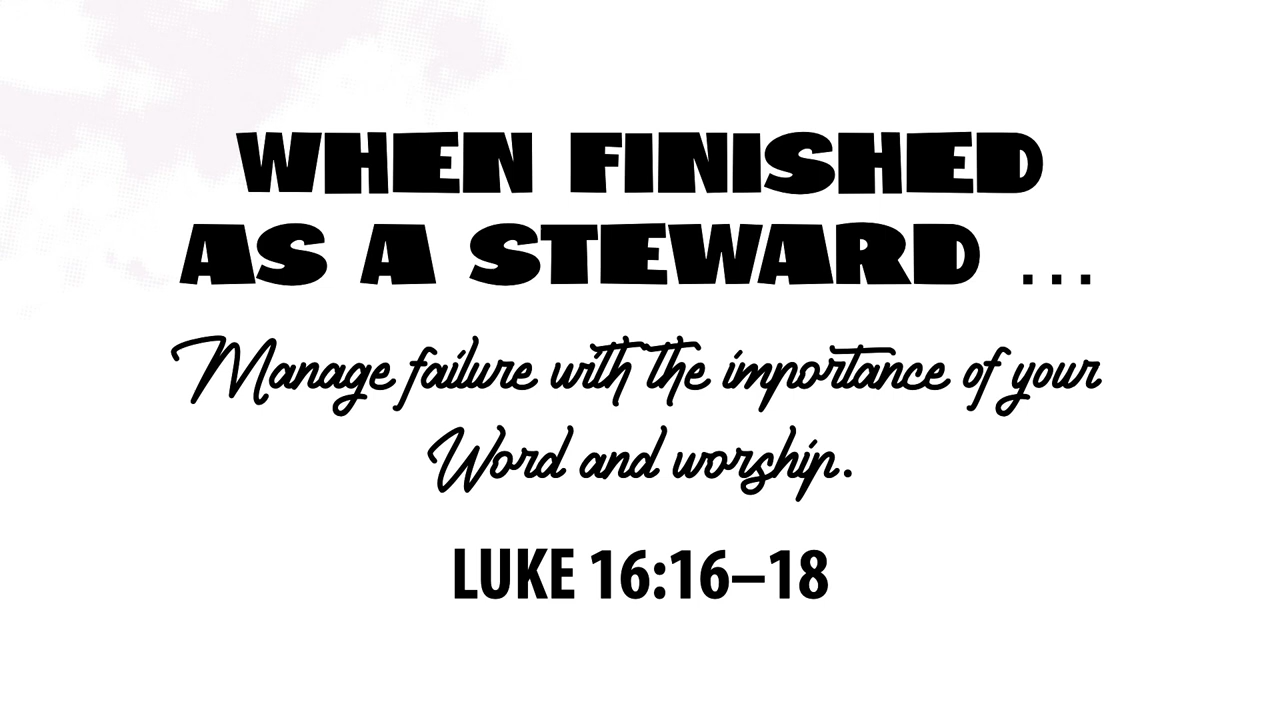 WHEN FINISHED
AS A STEWARD ...
Manage failure with the importance of your
Word and worship.
LUKE 16:16–18